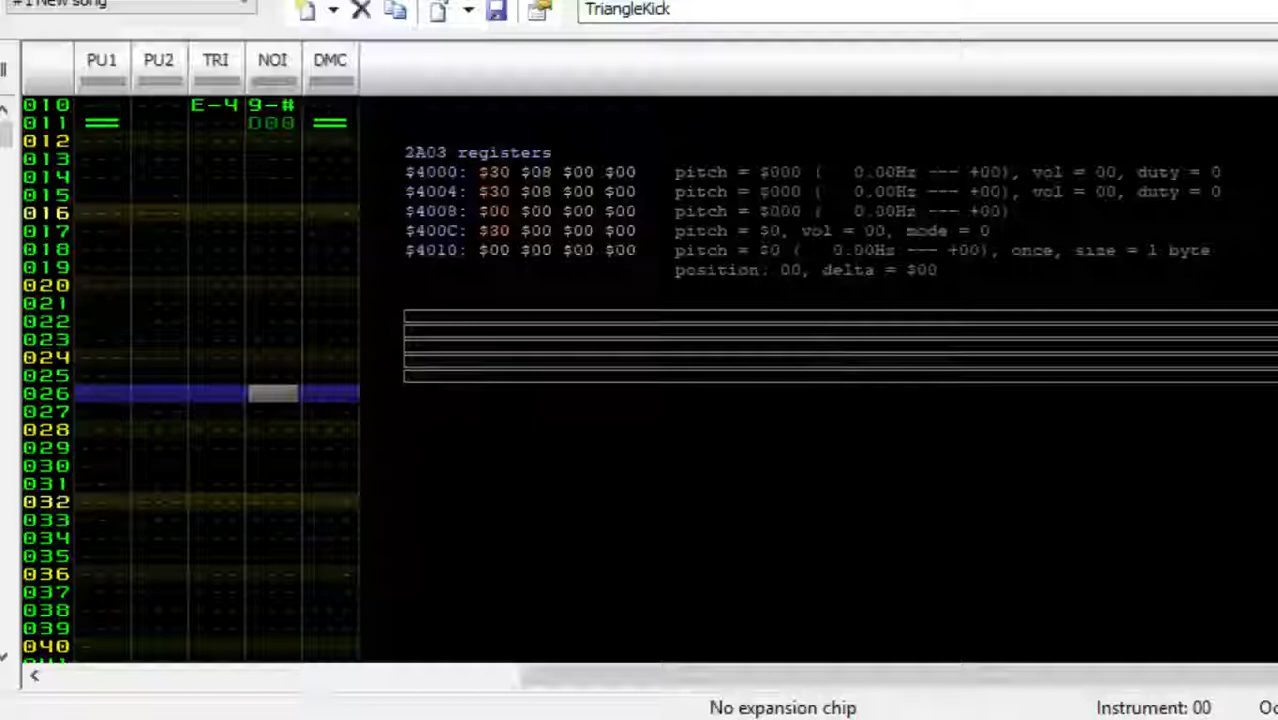 # 1 New song
TriangleKick
PU1 PU2 TRI NOI DMC
010 E-4 9-#
011 D00
012
013
014
015
016
017
018
019
020
021
022
023
024
025
026
027
028
029
030
031
032
033
034
035
036
037
038
039
040
2A03 registers
$4000: $30 $08 $00 $00 pitch = $000 ( 0.00Hz --- +00), vol = 00, duty = 0
$4004: $30 $08 $00 $00 pitch = $000 ( 0.00Hz --- +00), vol = 00, duty = 0
$4008: $00 $00 $00 $00 pitch = $000 ( 0.00Hz --- +00)
$400C: $30 $00 $00 $00 pitch = $0, vol = 00, mode = 0
$4010: $00 $00 $00 $00 pitch = $0 ( 0.00Hz --- +00), once, size = 1 byte
position: 00, delta = $00
No expansion chip
Instrument: 00